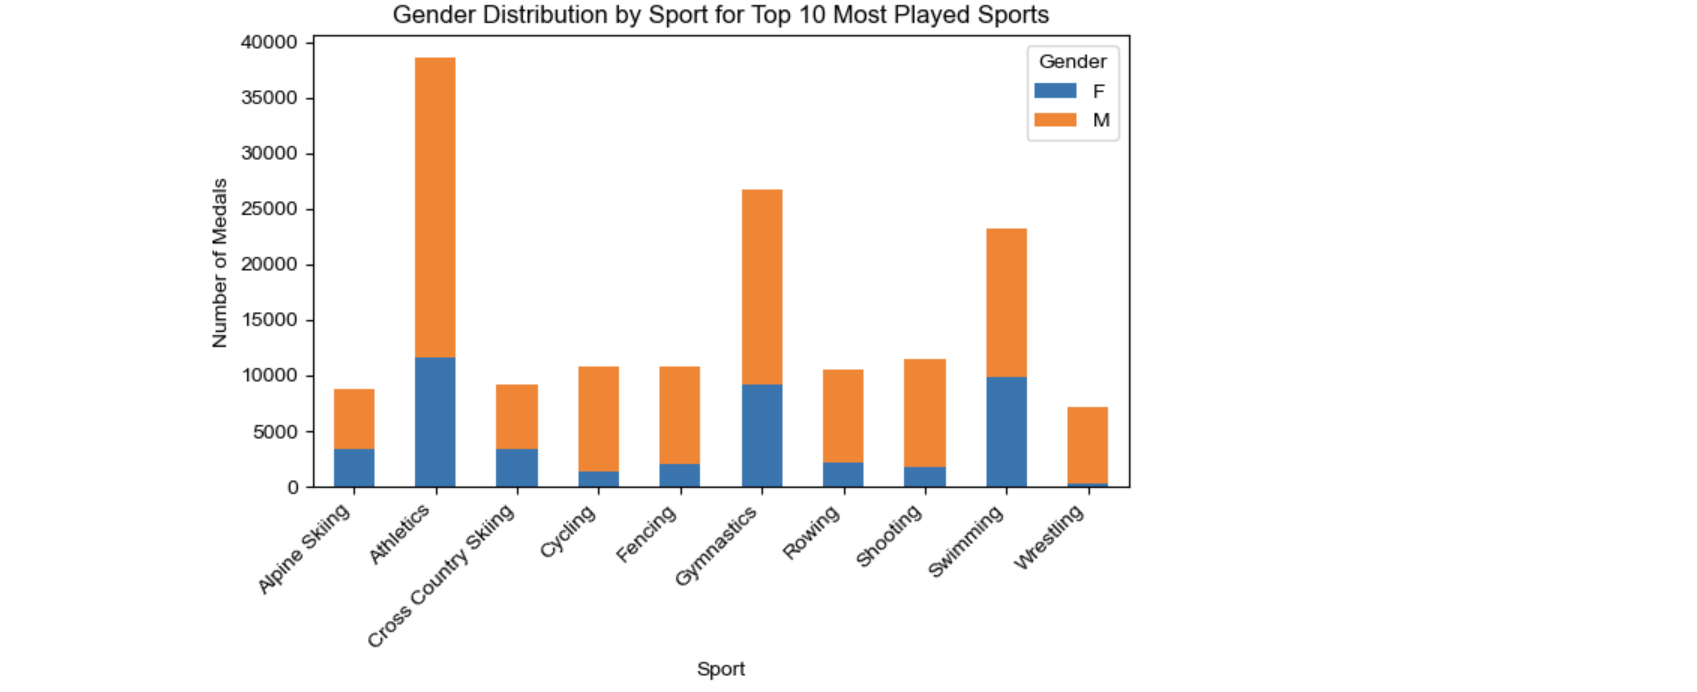 Gender Distribution by Sport for Top 10 Most Played Sports
40000
35000
30000
25000
20000
15000
10000
5000
0
Number of Medals
Gender
F
M
Alpine Skiing
Athletics
Cross Country Skiing
Cycling
Fencing
Gymnastics
Rowing
Shooting
Swimming
Wrestling
Sport